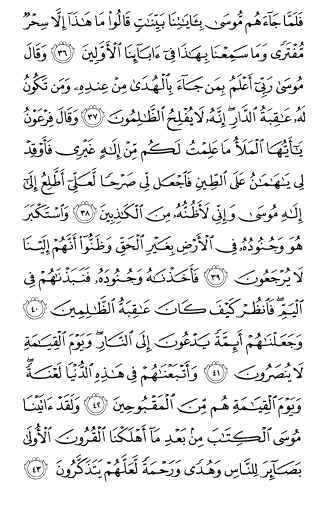 فَلَمَّا جَآءَهُم مُّوسَىٰ بِـَٔايَٰتِنَا بَيِّنَٰتٍ قَالُوا۟ مَا هَٰذَآ إِلَّا سِحْرٌ
مُّفْتَرًى وَمَا سَمِعْنَا بِهَٰذَا فِىٓ ءَابَآئِنَا ٱلْأَوَّلِينَ ٣٦ وَقَالَ
مُوسَىٰ رَبِّىٓ أَعْلَمُ بِمَن جَآءَ بِٱلْهُدَىٰ مِنْ عِندِهِۦ وَمَن تَكُونُ
لَهُۥ عَٰقِبَةُ ٱلدَّارِ ۖ إِنَّهُۥ لَا يُفْلِحُ ٱلظَّٰلِمُونَ ٣٧ وَقَالَ فِرْعَوْنُ
يَٰٓأَيُّهَا ٱلْمَلَأُ مَا عَلِمْتُ لَكُم مِّنْ إِلَٰهٍ غَيْرِى فَأَوْقِدْ
لِى يَٰهَٰمَٰنُ عَلَى ٱلطِّينِ فَٱجْعَل لِّى صَرْحًا لَّعَلِّىٓ أَطَّلِعُ إِلَىٰٓ
إِلَٰهِ مُوسَىٰ وَإِنِّى لَأَظُنُّهُۥ مِنَ ٱلْكَٰذِبِينَ ٣٨ وَٱسْتَكْبَرَ
هُوَ وَجُنُودُهُۥ فِى ٱلْأَرْضِ بِغَيْرِ ٱلْحَقِّ وَظَنُّوٓا۟ أَنَّهُمْ إِلَيْنَا
لَا يُرْجَعُونَ ٣٩ فَأَخَذْنَٰهُ وَجُنُودَهُۥ فَنَبَذْنَٰهُمْ فِى
ٱلْيَمِّ ۖ فَٱنظُرْ كَيْفَ كَانَ عَٰقِبَةُ ٱلظَّٰلِمِينَ ٤٠
وَجَعَلْنَٰهُمْ أَئِمَّةً يَدْعُونَ إِلَى ٱلنَّارِ ۖ وَيَوْمَ ٱلْقِيَٰمَةِ
لَا يُنصَرُونَ ٤١ وَأَتْبَعْنَٰهُمْ فِى هَٰذِهِ ٱلدُّنْيَا لَعْنَةً ۖ
وَيَوْمَ ٱلْقِيَٰمَةِ هُم مِّنَ ٱلْمَقْبُوحِينَ ٤٢ وَلَقَدْ ءَاتَيْنَا
مُوسَى ٱلْكِتَٰبَ مِنۢ بَعْدِ مَآ أَهْلَكْنَا ٱلْقُرُونَ ٱلْأُولَىٰ
بَصَآئِرَ لِلنَّاسِ وَهُدًى وَرَحْمَةً لَّعَلَّهُمْ يَتَذَكَّرُونَ ٤٣